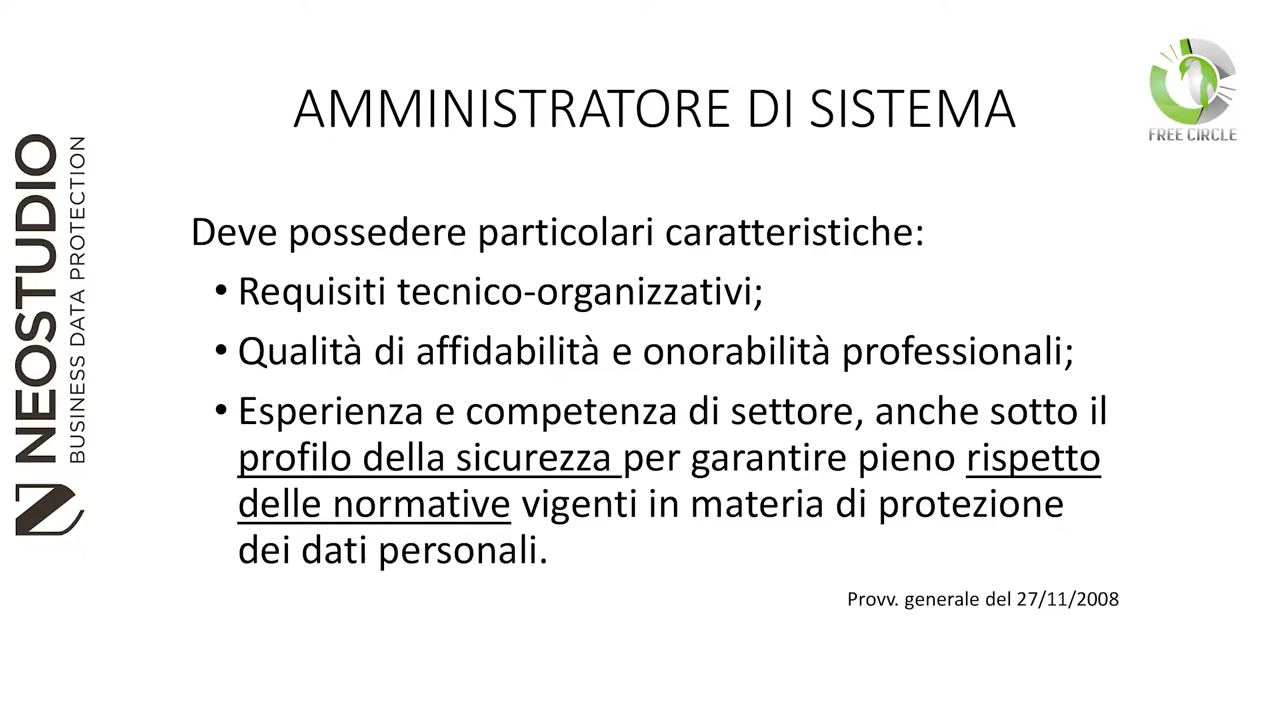 AMMINISTRATORE DI SISTEMA
FREE CIRCLE
NEOSTUDIO
BUSINESS DATA PROTECTION
Deve possedere particolari caratteristiche:
• Requisiti tecnico-organizzativi;
• Qualità di affidabilità e onorabilità professionali;
• Esperienza e competenza di settore, anche sotto il
profilo della sicurezza per garantire pieno rispetto
delle normative vigenti in materia di protezione
dei dati personali.
Provv. generale del 27/11/2008